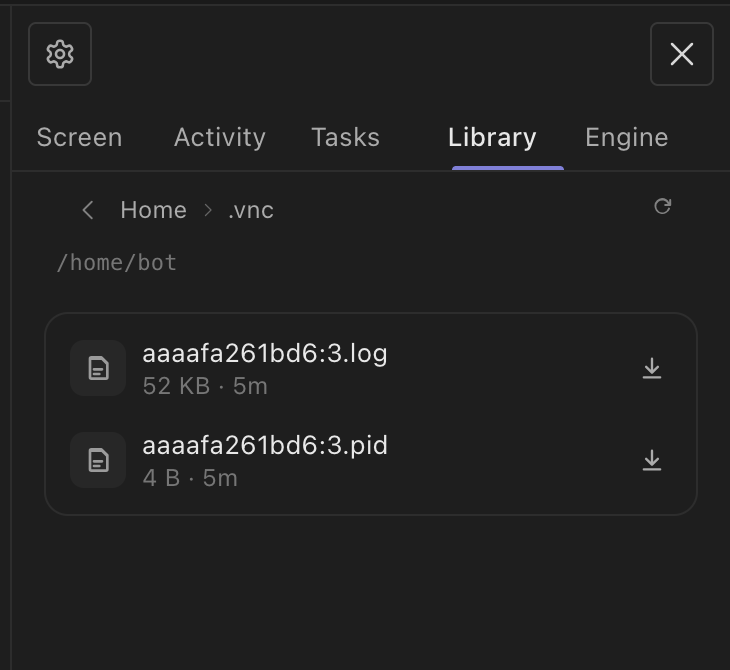 Screen Activity Tasks Library Engine
Home .vnc
/home/bot
aaaafa261bd6:3.log
52 KB · 5m
aaaafa261bd6:3.pid
4 B · 5m